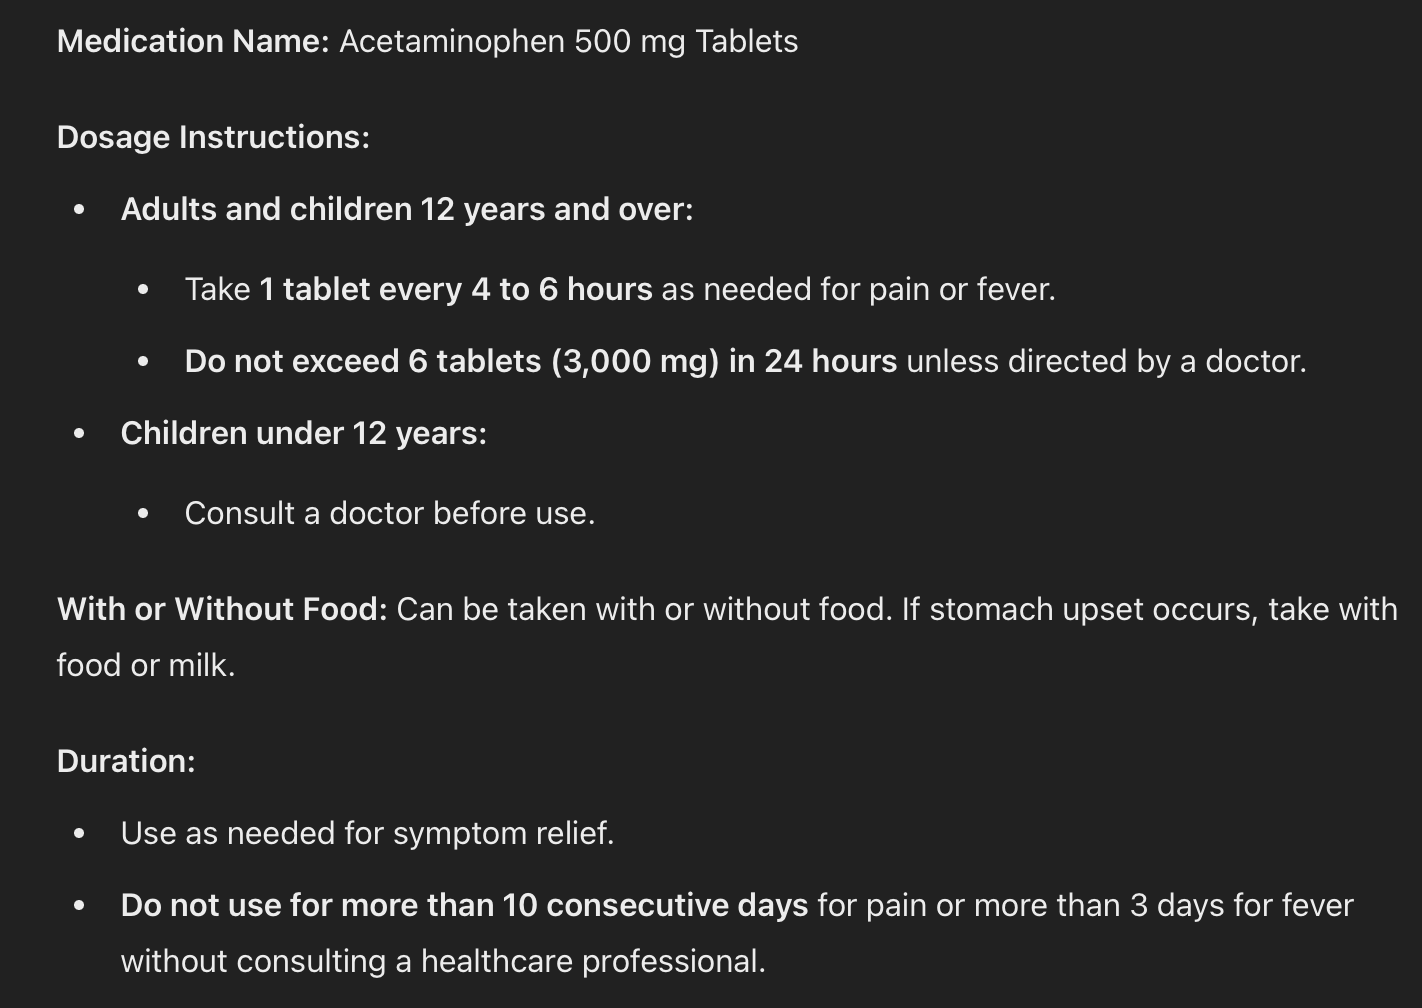 Medication Name: Acetaminophen 500 mg Tablets
Dosage Instructions:
• Adults and children 12 years and over:
• Take 1 tablet every 4 to 6 hours as needed for pain or fever.
• Do not exceed 6 tablets (3,000 mg) in 24 hours unless directed by a doctor.
• Children under 12 years:
• Consult a doctor before use.
With or Without Food: Can be taken with or without food. If stomach upset occurs, take with
food or milk.
Duration:
• Use as needed for symptom relief.
• Do not use for more than 10 consecutive days for pain or more than 3 days for fever
without consulting a healthcare professional.